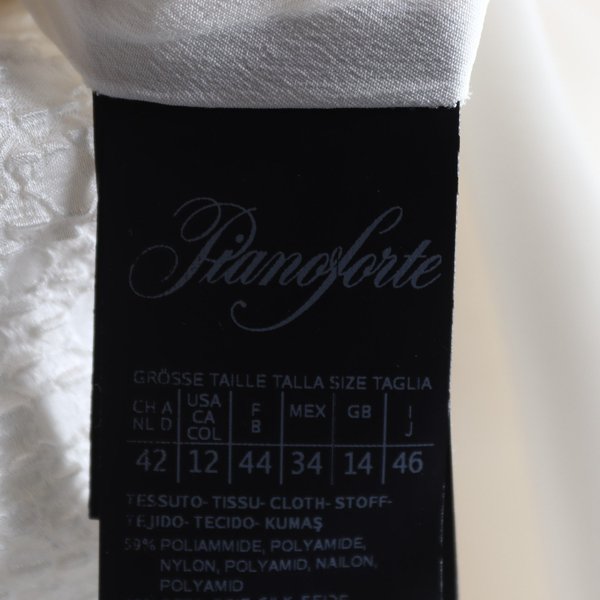 Pianoforte
GRÖSSE TAILLE TALLA SIZE TAGLIA
CH A NL D | USA CA COL | F B | MEX | GB | I J
42 | 12 | 44 | 34 | 14 | 46
TESSUTO- TISSU- CLOTH- STOFF-
TEJIDO- TECIDO- KUMAŞ
59% POLIAMMIDE, POLYAMIDE,
NYLON, POLYAMID, NAILON,
POLYAMID